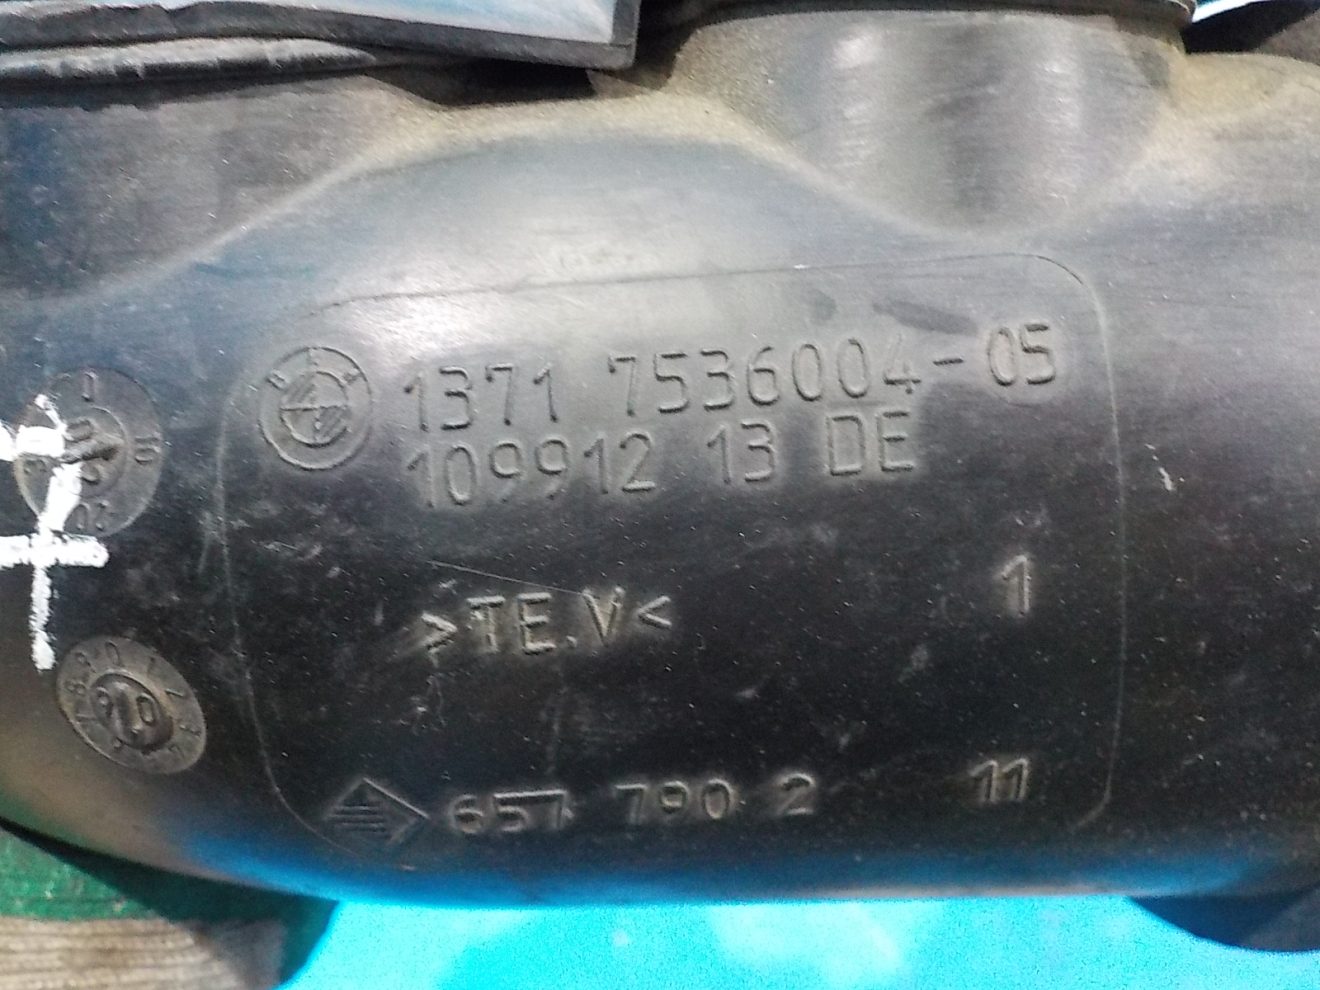 1371 7536004-05
109912 13 DE
>TE.V< 1
657 790 2 11